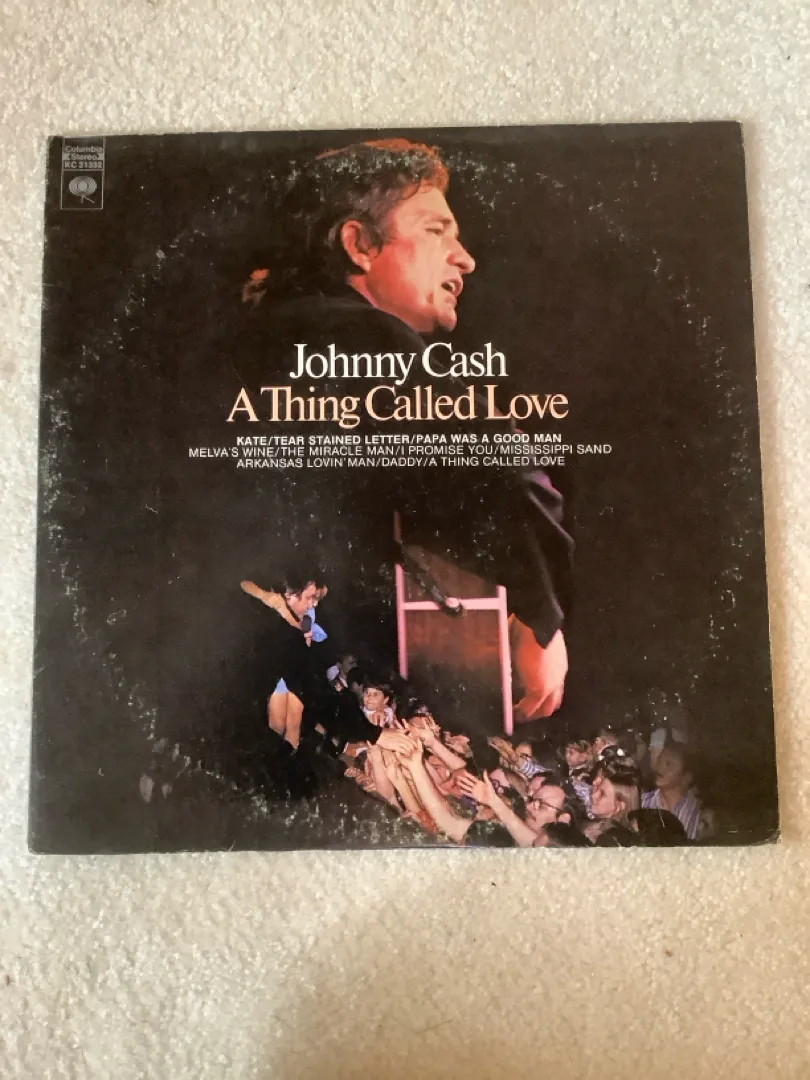 Columbia
Stereo
KC 31332
Johnny Cash
A Thing Called Love
KATE/TEAR STAINED LETTER/PAPA WAS A GOOD MAN
MELVA'S WINE/THE MIRACLE MAN/I PROMISE YOU/MISSISSIPPI SAND
ARKANSAS LOVIN' MAN/DADDY/A THING CALLED LOVE